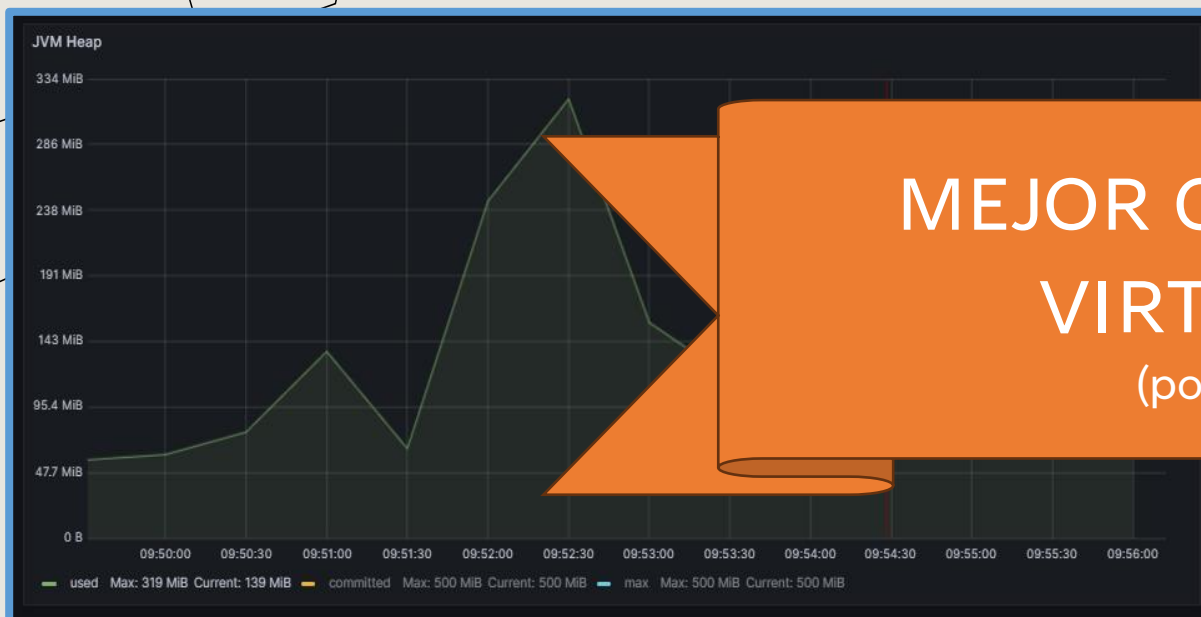 JVM Heap
334 MiB
286 MiB
238 MiB
191 MiB
143 MiB
95.4 MiB
47.7 MiB
0 B
09:50:00 09:50:30 09:51:00 09:51:30 09:52:00 09:52:30 09:53:00 09:53:30 09:54:00 09:54:30 09:55:00 09:55:30 09:56:00
used Max: 319 MiB Current: 139 MiB committed Max: 500 MiB Current: 500 MiB max Max: 500 MiB Current: 500 MiB
MEJOR